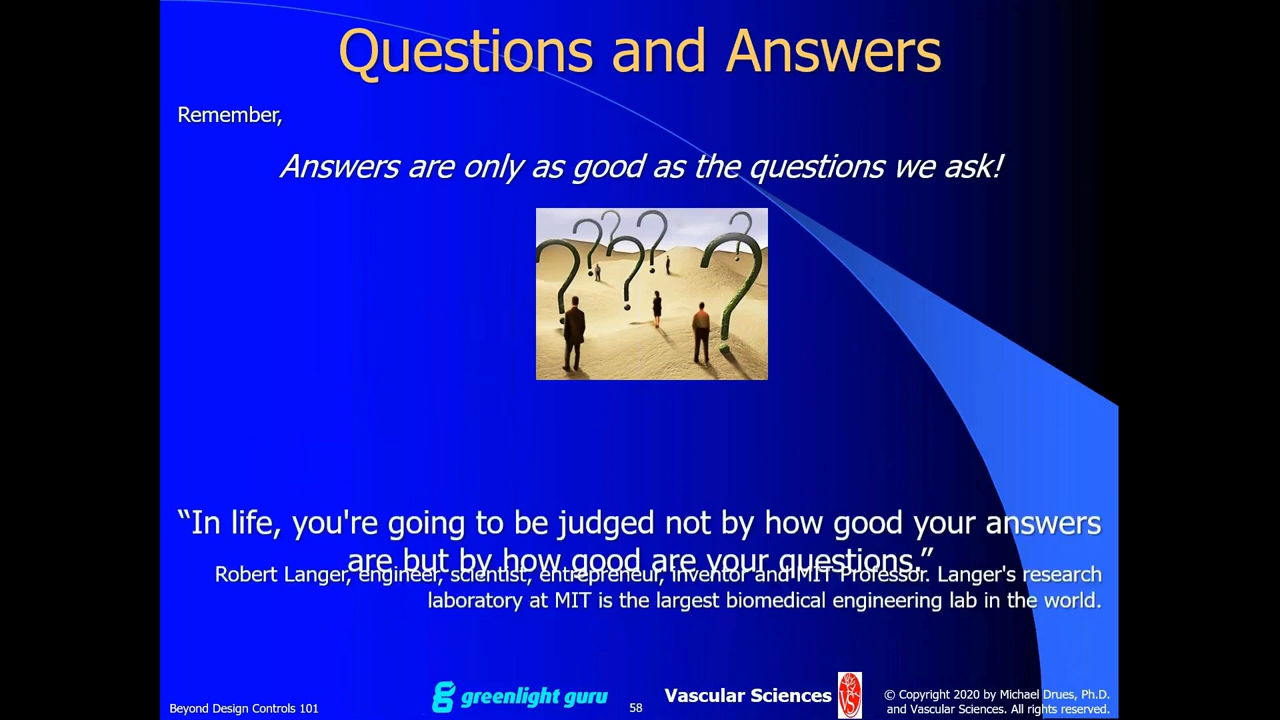 Questions and Answers
Remember,
Answers are only as good as the questions we ask!
“In life, you're going to be judged not by how good your answers
are but by how good are your questions.”
Robert Langer, engineer, scientist, entrepreneur, inventor and MIT Professor. Langer's research
laboratory at MIT is the largest biomedical engineering lab in the world.
Beyond Design Controls 101
greenlight guru
58
Vascular Sciences
VS
© Copyright 2020 by Michael Drues, Ph.D.
and Vascular Sciences. All rights reserved.